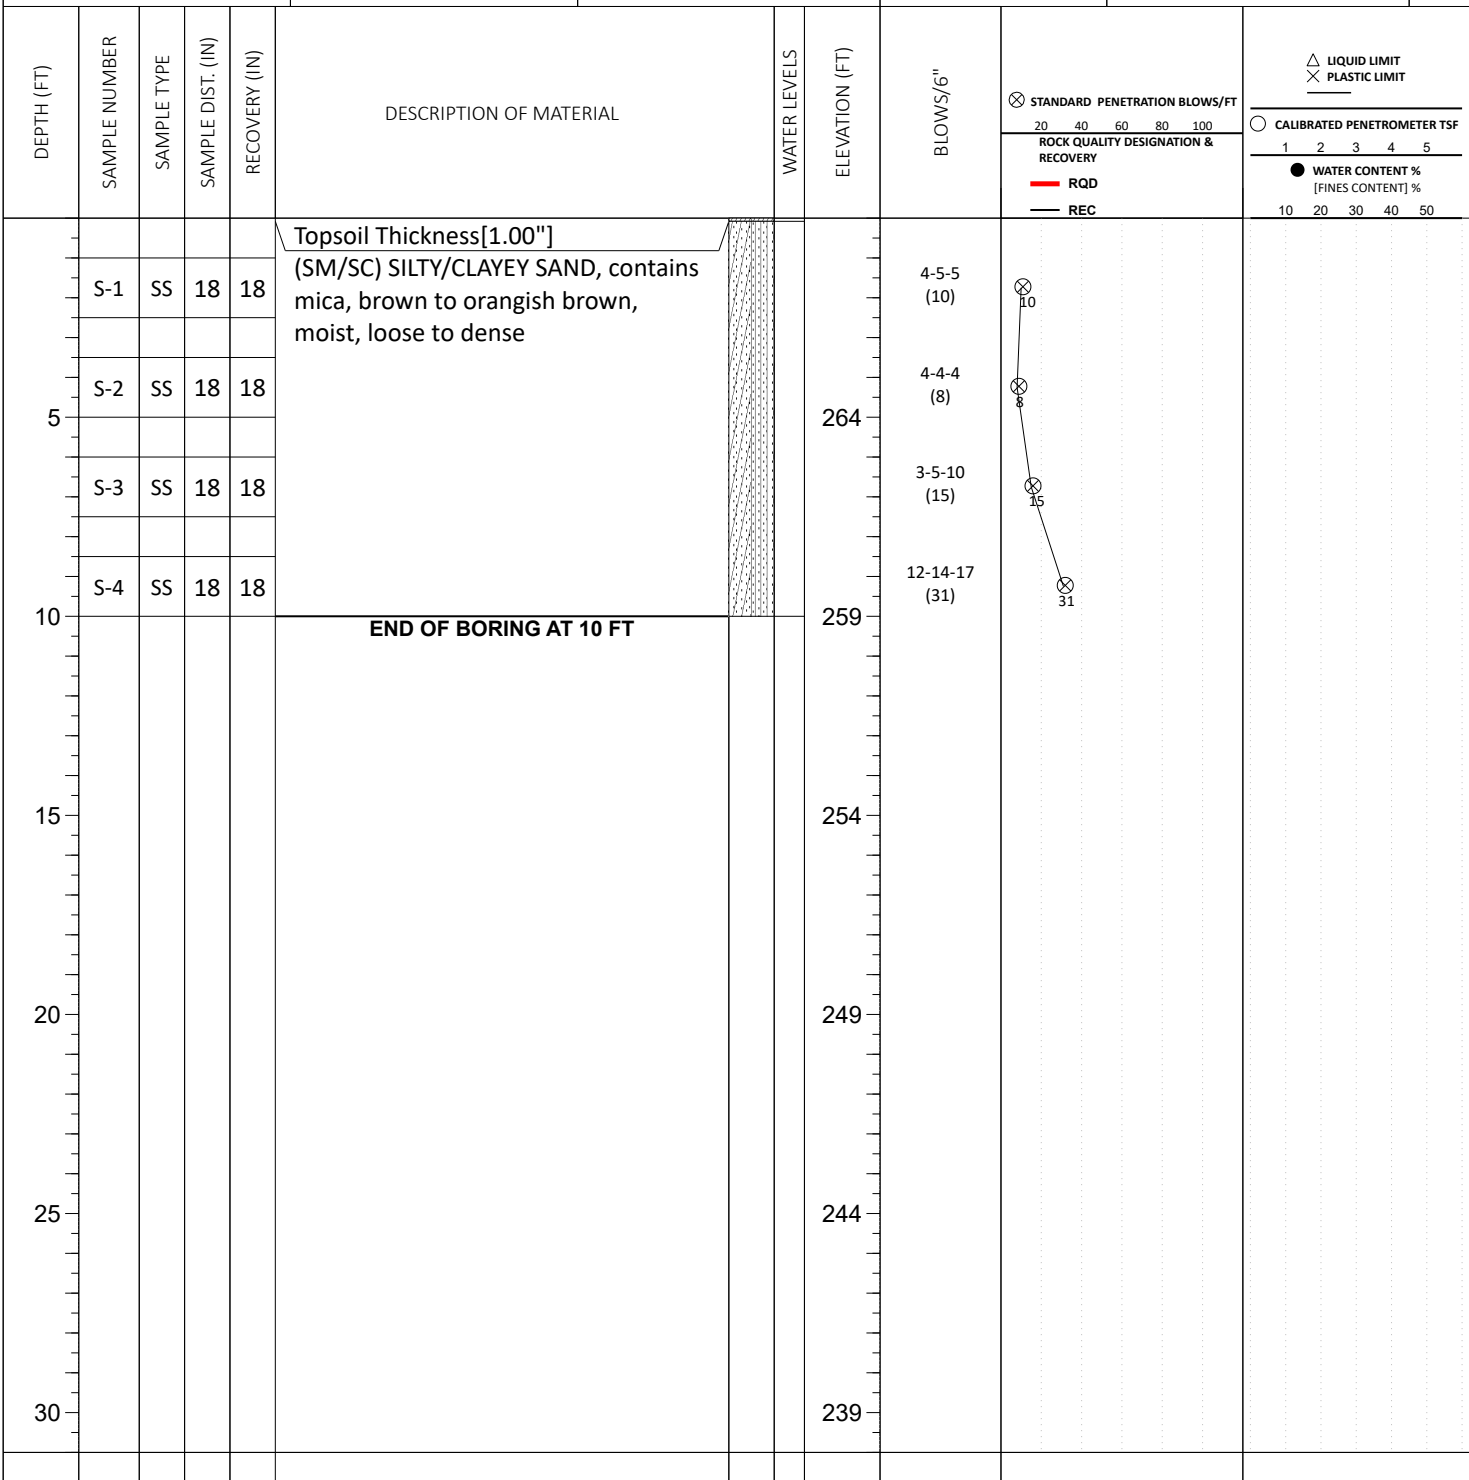 DEPTH (FT)
SAMPLE NUMBER
SAMPLE TYPE
SAMPLE DIST. (IN)
RECOVERY (IN)
DESCRIPTION OF MATERIAL
WATER LEVELS
ELEVATION (FT)
BLOWS/6"
STANDARD PENETRATION BLOWS/FT
20 40 60 80 100
ROCK QUALITY DESIGNATION &
RECOVERY
RQD
REC
LIQUID LIMIT
PLASTIC LIMIT
CALIBRATED PENETROMETER TSF
1 2 3 4 5
WATER CONTENT %
[FINES CONTENT] %
10 20 30 40 50
Topsoil Thickness[1.00"]
(SM/SC) SILTY/CLAYEY SAND, contains
mica, brown to orangish brown,
moist, loose to dense
S-1 SS 18 18
4-5-5
(10)
10
S-2 SS 18 18
4-4-4
(8)
8
5 264
S-3 SS 18 18
3-5-10
(15)
15
S-4 SS 18 18
12-14-17
(31)
31
10 259
END OF BORING AT 10 FT
15 254
20 249
25 244
30 239